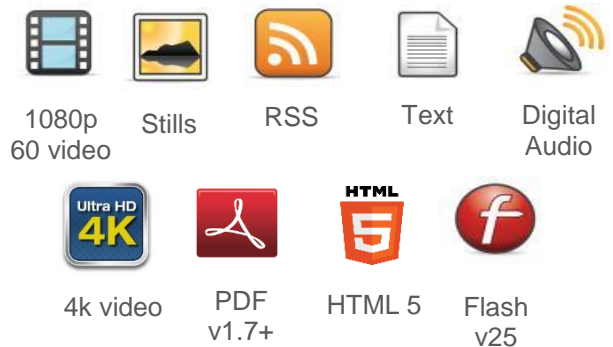 1080p
60 video
Stills
RSS
Text
Digital
Audio
Ultra HD
4K
HTML
5
f
4k video
PDF
v1.7+
HTML 5
Flash
v25